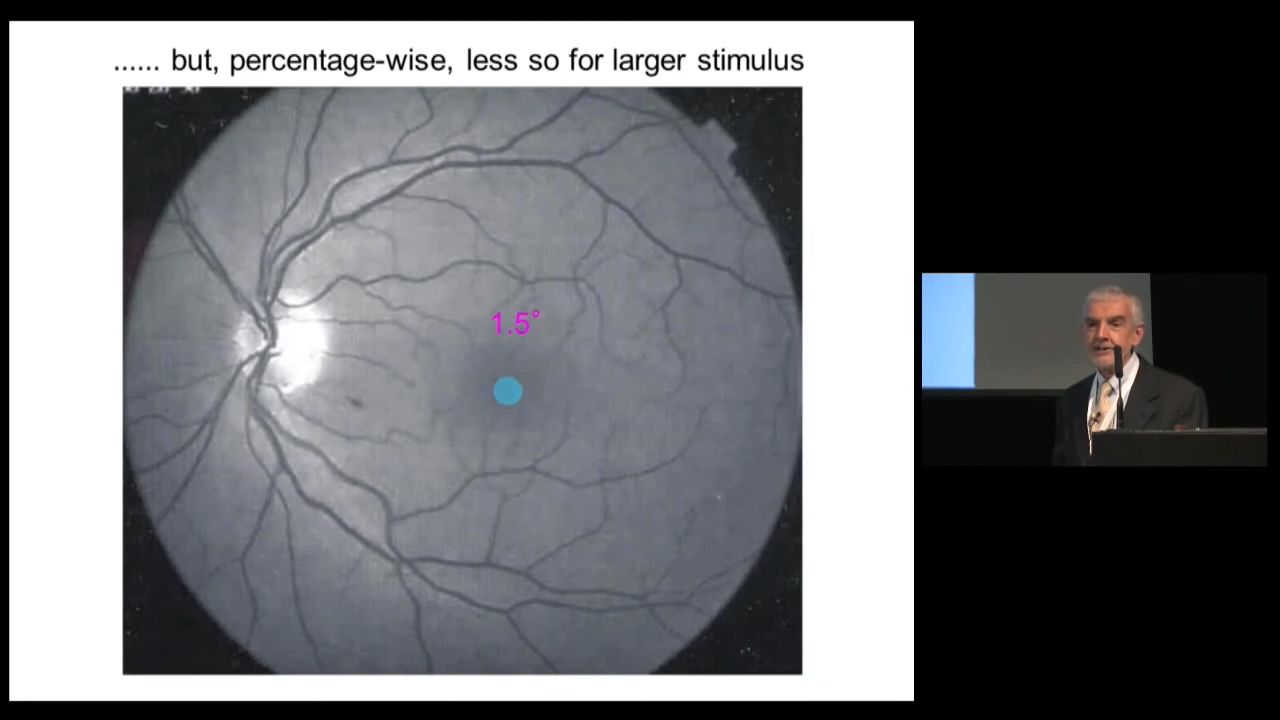 ...... but, percentage-wise, less so for larger stimulus
1.5°